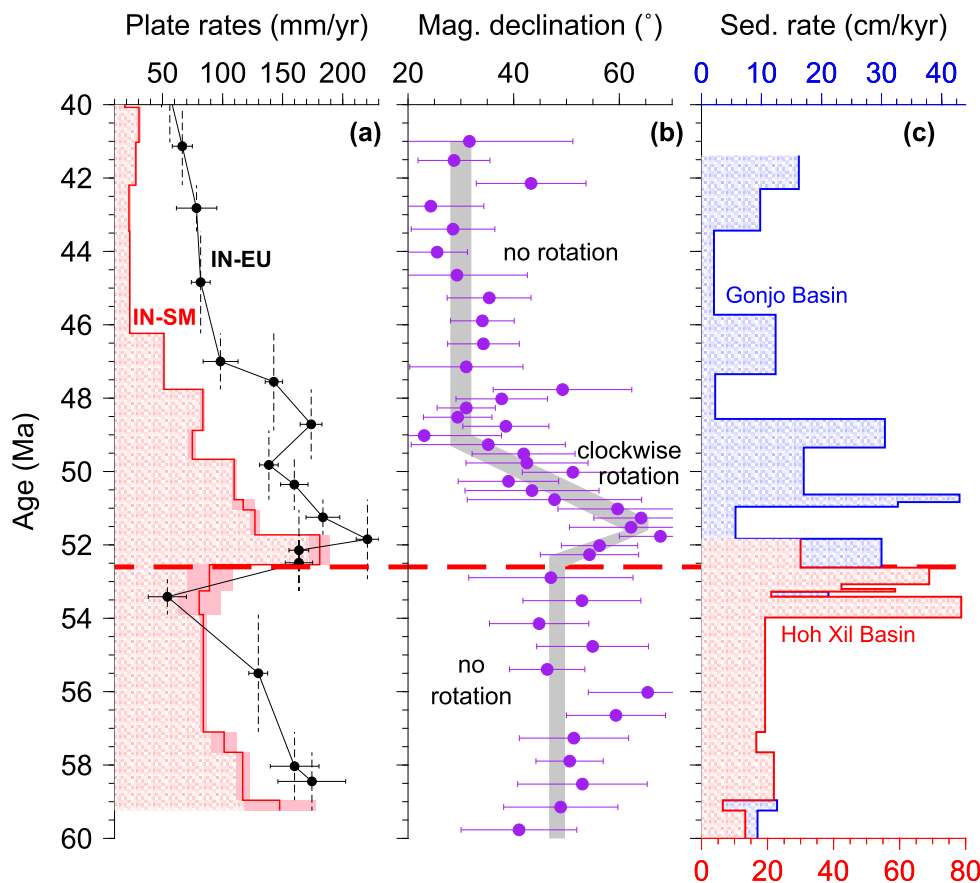 Plate rates (mm/yr) Mag. declination (°) Sed. rate (cm/kyr)
50 100 150 200 20 40 60 0 10 20 30 40
40 (a) (b) (c)
42
44 IN-EU no rotation
Gonjo Basin
46 IN-SM
48
clockwise
50 rotation
Age (Ma)
52
54
Hoh Xil Basin
56 no
rotation
58
60
0 20 40 60 80